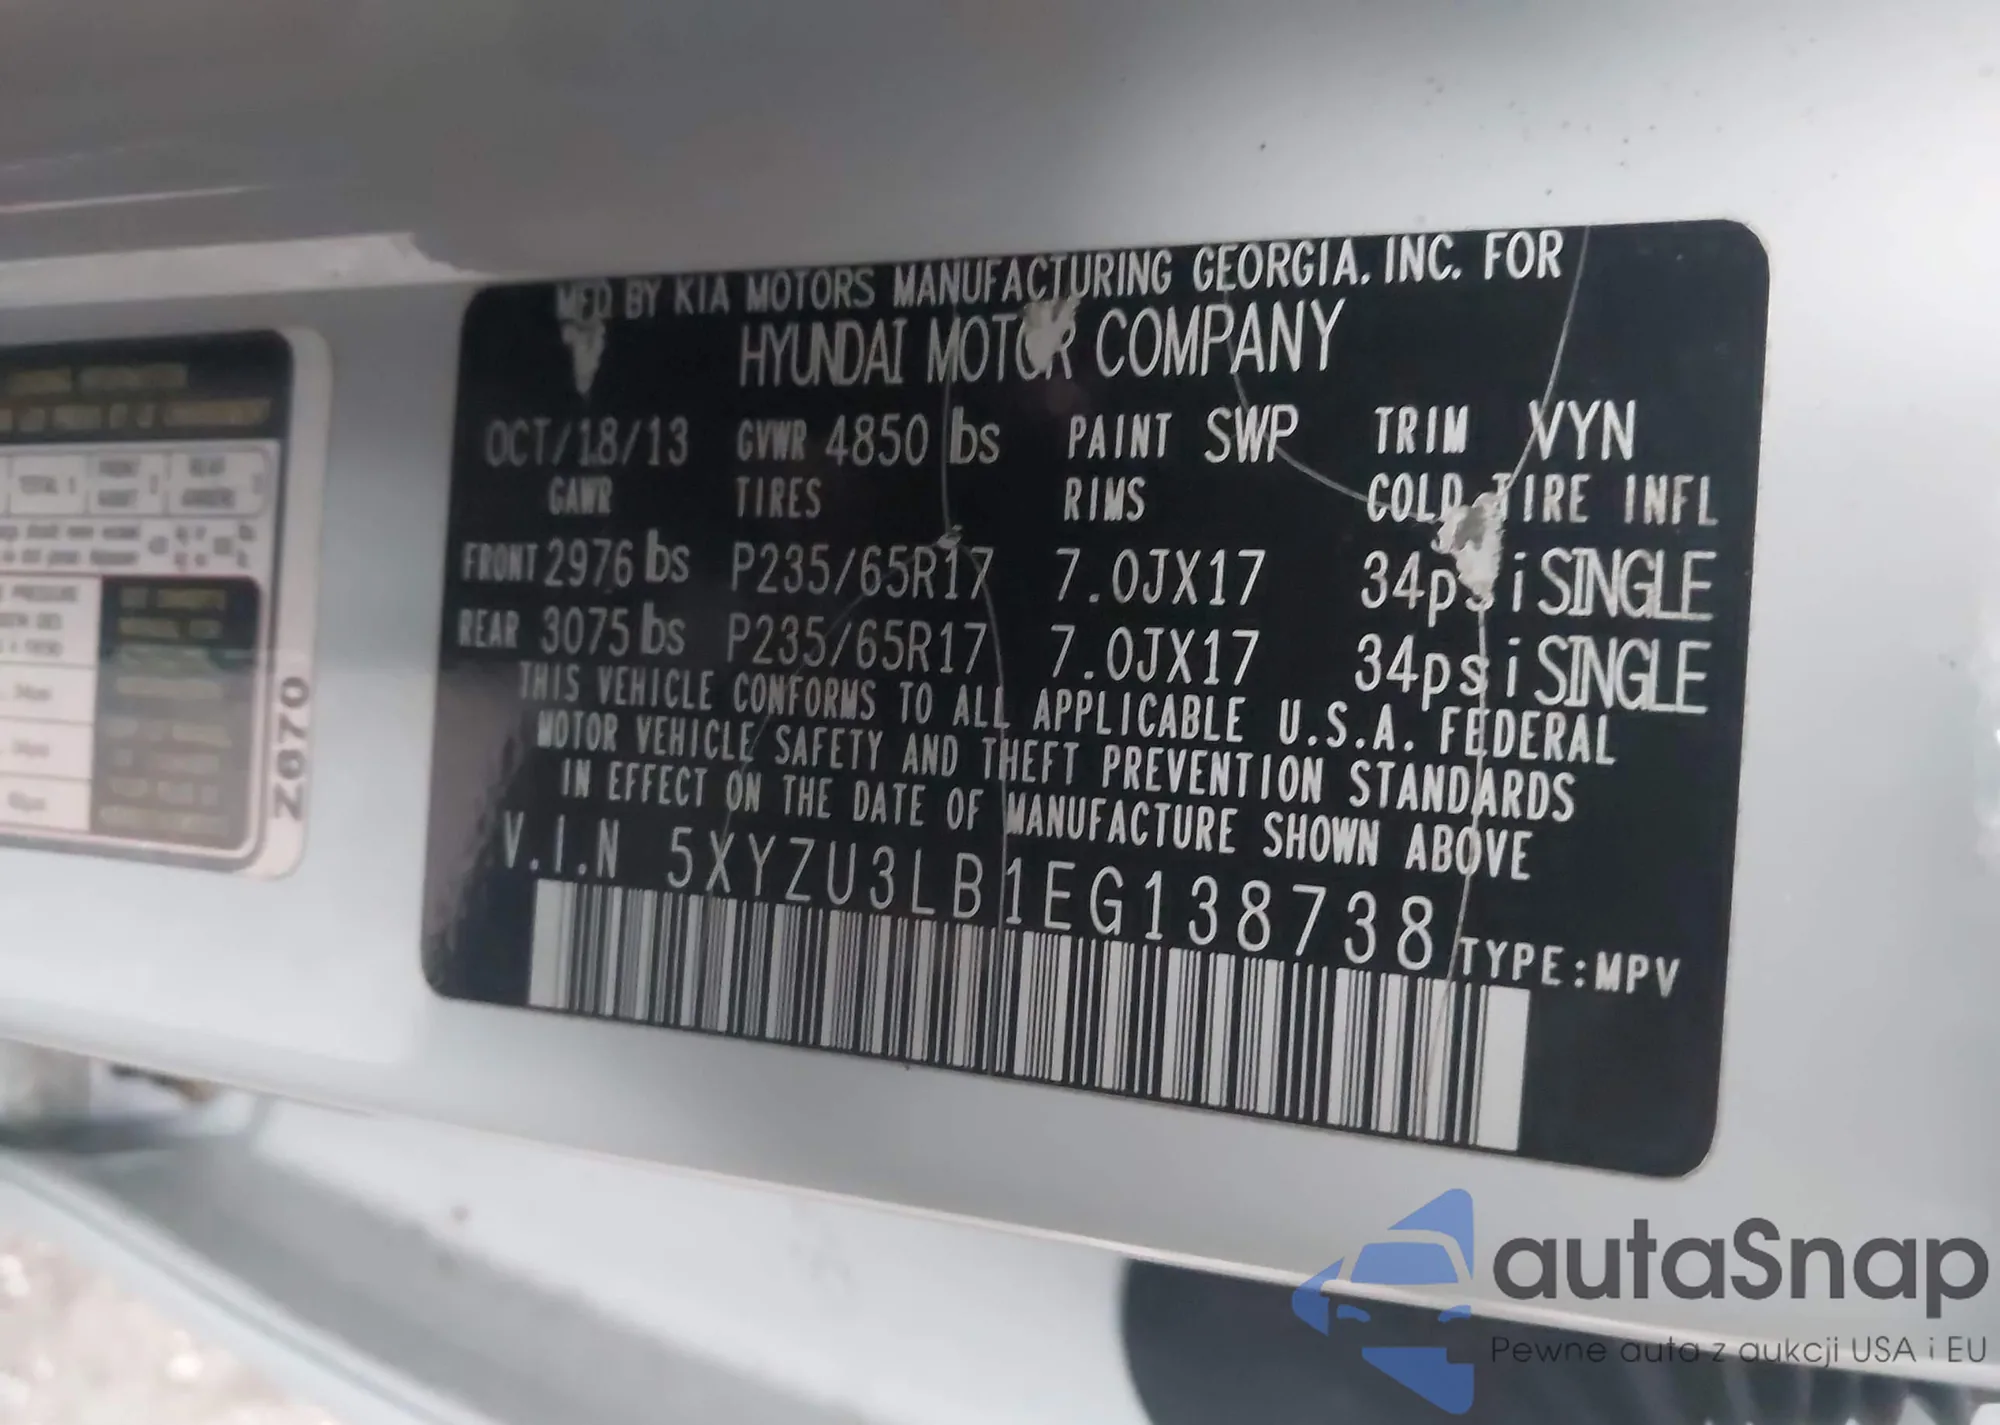 MFD BY KIA MOTORS MANUFACTURING GEORGIA. INC. FOR
HYUNDAI MOTOR COMPANY
OCT/18/13 GVWR 4850 lbs PAINT SWP TRIM VYN
GAWR TIRES RIMS COLD TIRE INFL
FRONT 2976 lbs P235/65R17 7.0JX17 34psi SINGLE
REAR 3075 lbs P235/65R17 7.0JX17 34psi SINGLE
THIS VEHICLE CONFORMS TO ALL APPLICABLE U.S.A. FEDERAL
MOTOR VEHICLE SAFETY AND THEFT PREVENTION STANDARDS
IN EFFECT ON THE DATE OF MANUFACTURE SHOWN ABOVE
V.I.N 5XYZU3LB1EG138738 TYPE:MPV
Z070
autaSnap
Pewne auta z aukcji USA i EU